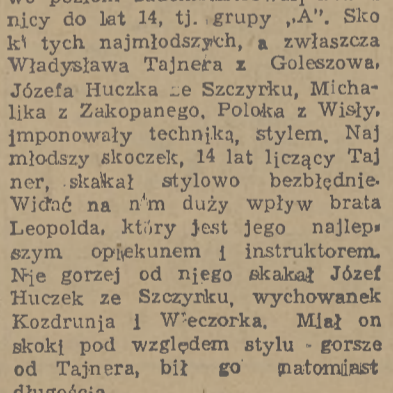 nicy do lat 14, tj. grupy „A". Sko
ki tych najmłodszych, a zwłaszcza
Władysława Tajnera z Goleszowa,
Józefa Huczka ze Szczyrku, Micha-
lika z Zakopanego, Poloka z Wisły,
imponowały techniką, stylem. Naj
młodszy skoczek, 14 lat liczący Taj
ner, skakał stylowo bezbłędnie.
Widać na nim duży wpływ brata
Leopolda, który jest jego najlep-
szym opiekunem i instruktorem.
Nie gorzej od niego skakał Józef
Huczek ze Szczyrku, wychowanek
Kozdrunia i Wieczorka. Miał on
skoki pod względem stylu - gorsze
od Tajnera, bił go natomiast
długością.